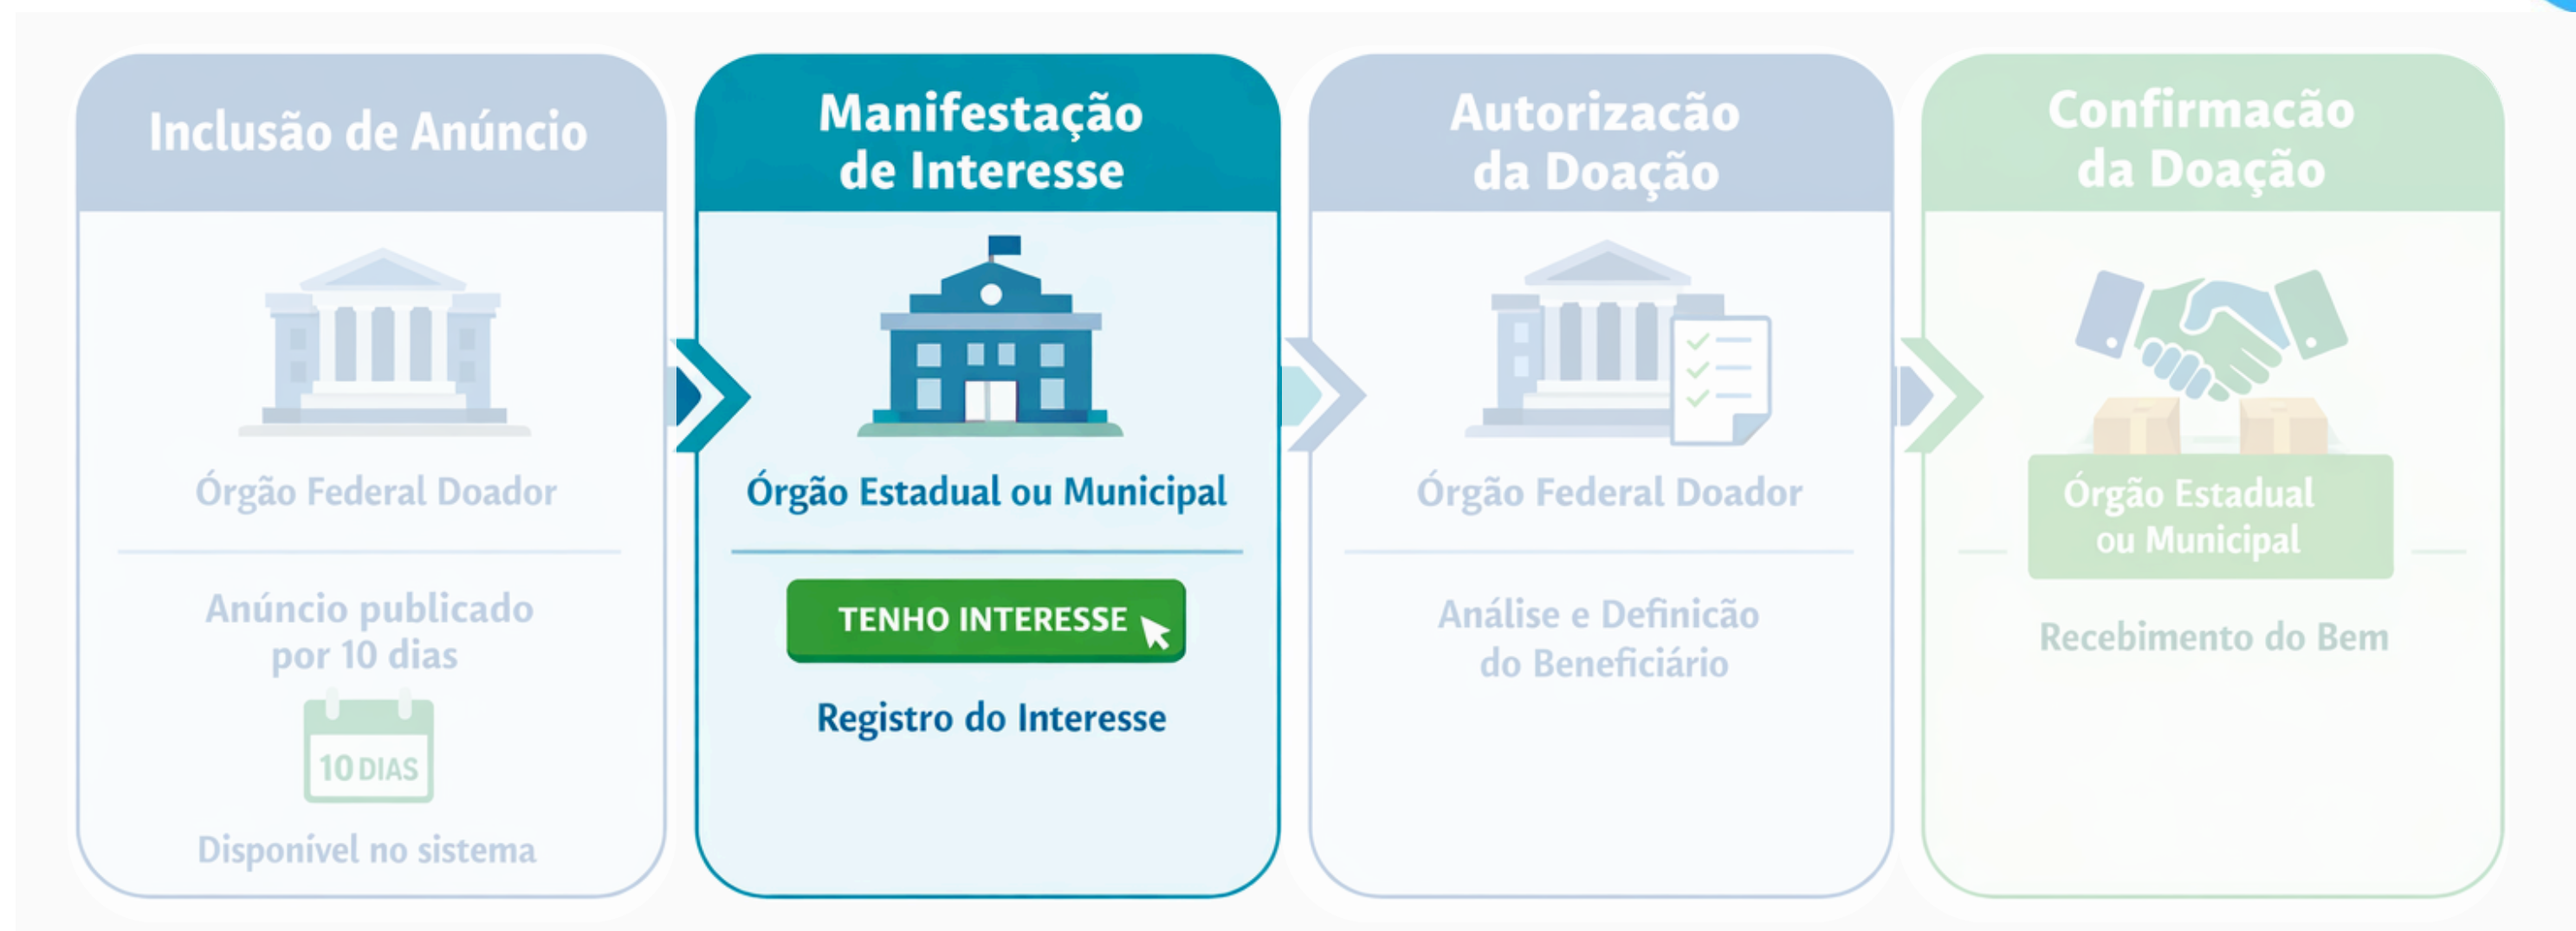 Inclusão de Anúncio
Órgão Federal Doador
Anúncio publicado
por 10 dias
10 DIAS
Disponível no sistema
Manifestação
de Interesse
Órgão Estadual ou Municipal
TENHO INTERESSE
Registro do Interesse
Autorizacão
da Doação
Órgão Federal Doador
Análise e Definicão
do Beneficiário
Confirmacão
da Doação
Órgão Estadual
ou Municipal
Recebimento do Bem